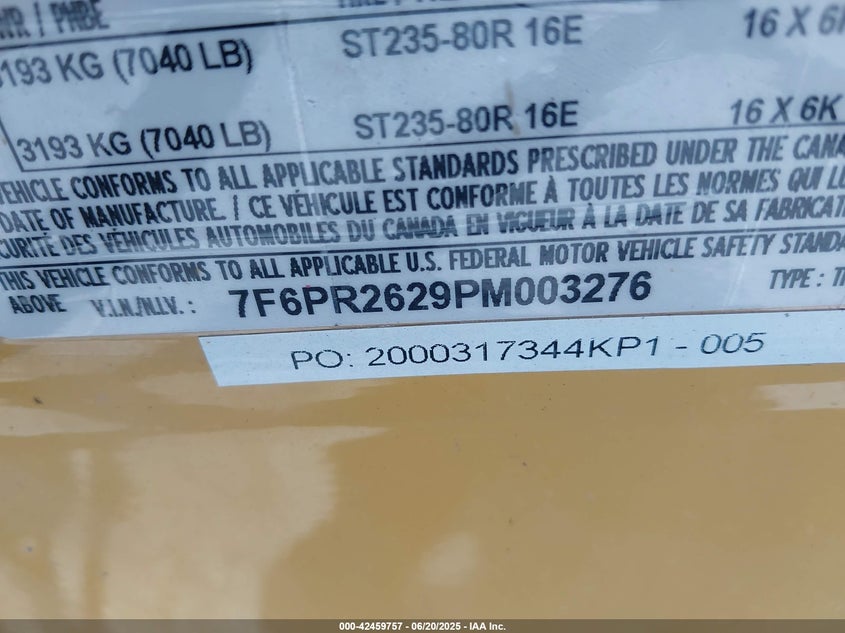 WR / PNBE
3193 KG (7040 LB) ST235-80R 16E 16 X 6
3193 KG (7040 LB) ST235-80R 16E 16 X 6K
VEHICLE CONFORMS TO ALL APPLICABLE STANDARDS PRESCRIBED UNDER THE CANA
DATE OF MANUFACTURE. / CE VÉHICULE EST CONFORME À TOUTES LES NORMES QUI L
CURITÉ DES VÉHICULES AUTOMOBILES DU CANADA EN VIGUEUR À LA DATE DE SA FABRICAT
THIS VEHICLE CONFORMS TO ALL APPLICABLE U.S. FEDERAL MOTOR VEHICLE SAFETY STANDA
ABOVE V.I.N./N.I.V. : 7F6PR2629PM003276 TYPE : T
PO: 2000317344KP1 - 005
000-42459757 - 06/20/2025 - IAA Inc.